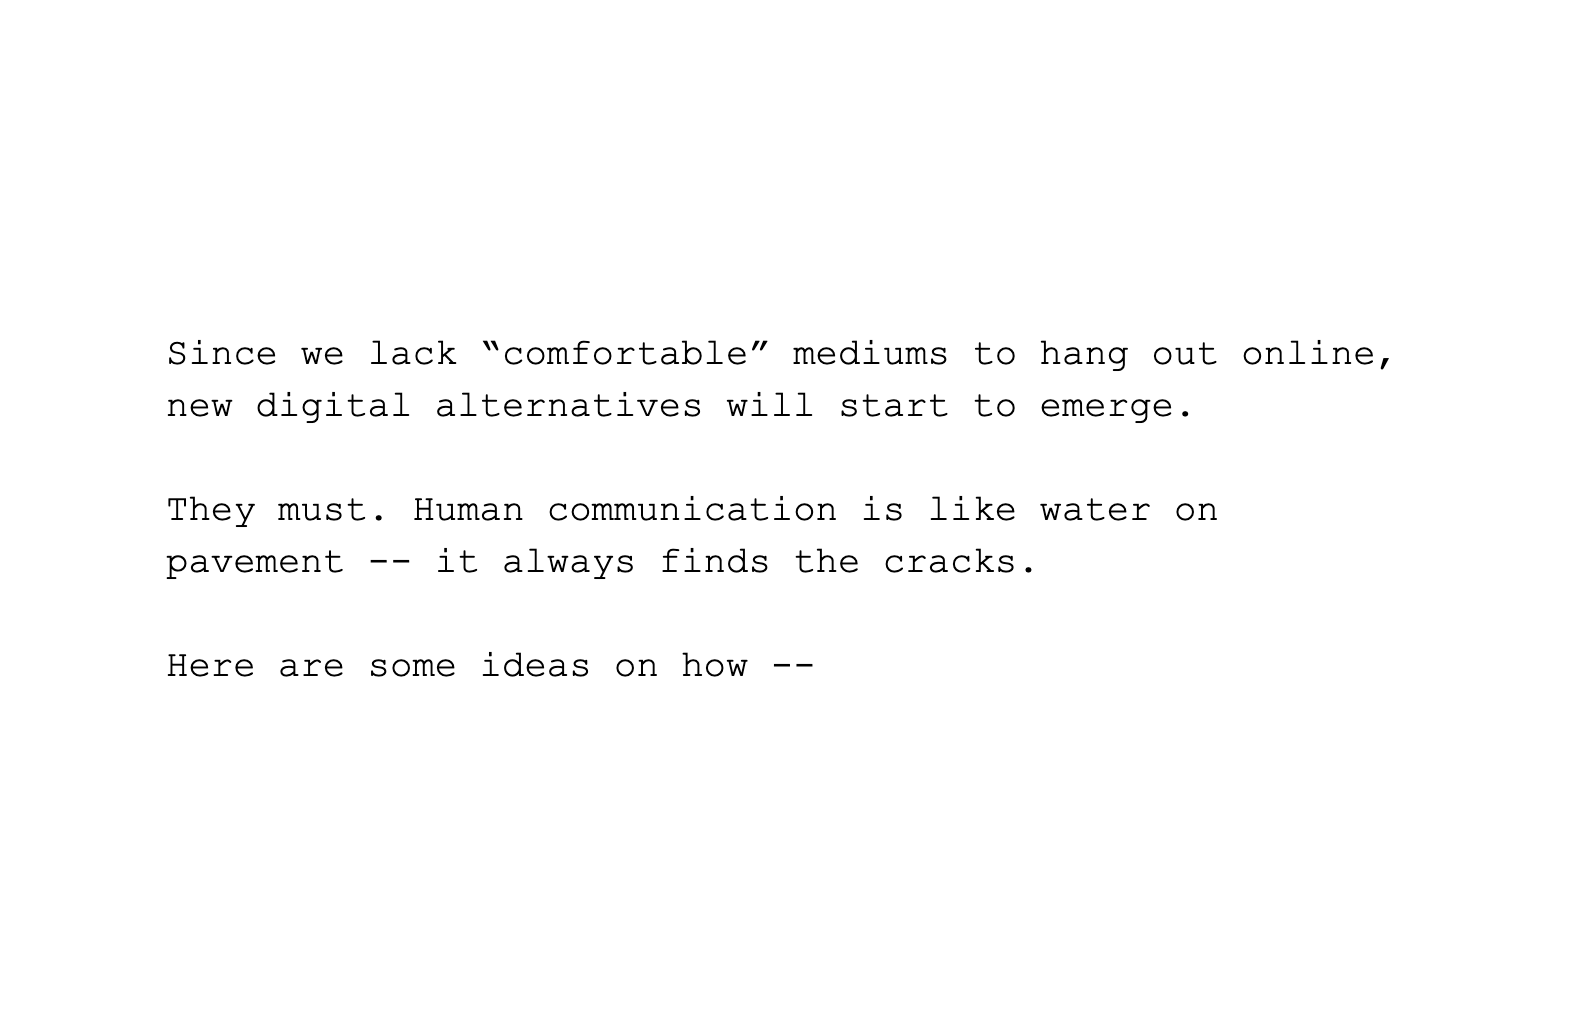 Since we lack “comfortable” mediums to hang out online,
new digital alternatives will start to emerge.
They must. Human communication is like water on
pavement -- it always finds the cracks.
Here are some ideas on how --